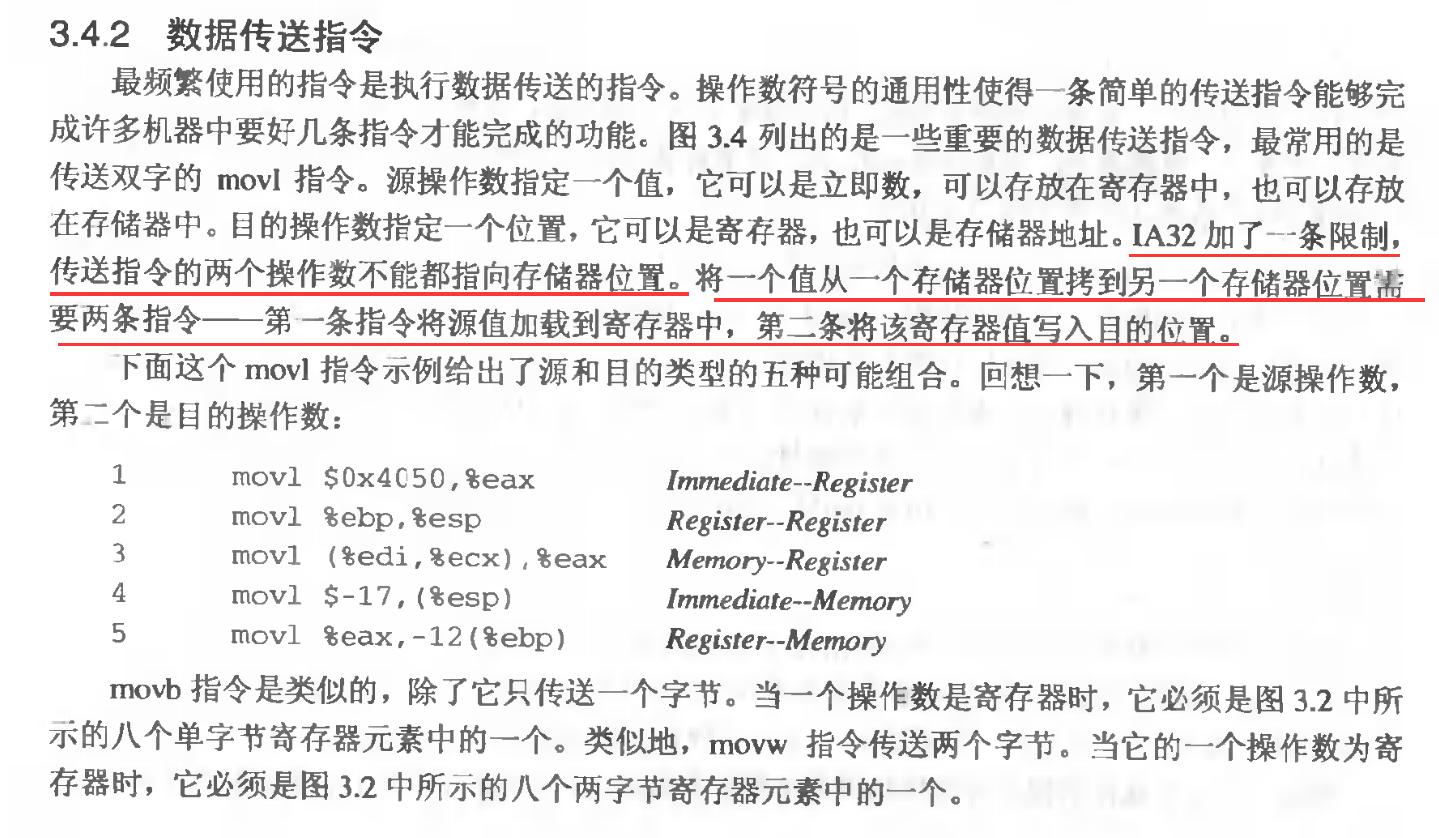 3.4.2 数据传送指令
最频繁使用的指令是执行数据传送的指令。操作数符号的通用性使得一条简单的传送指令能够完
成许多机器中要好几条指令才能完成的功能。图 3.4 列出的是一些重要的数据传送指令，最常用的是
传送双字的 movl 指令。源操作数指定一个值，它可以是立即数，可以存放在寄存器中，也可以存放
在存储器中。目的操作数指定一个位置，它可以是寄存器，也可以是存储器地址。IA32 加了一条限制，
传送指令的两个操作数不能都指向存储器位置。将一个值从一个存储器位置拷到另一个存储器位置需
要两条指令——第一条指令将源值加载到寄存器中，第二条将该寄存器值写入目的位置。
下面这个 movl 指令示例给出了源和目的类型的五种可能组合。回想一下，第一个是源操作数，
第二个是目的操作数：
1 movl $0x4050,%eax Immediate--Register
2 movl %ebp,%esp Register--Register
3 movl (%edi,%ecx),%eax Memory--Register
4 movl $-17,(%esp) Immediate--Memory
5 movl %eax,-12(%ebp) Register--Memory
movb 指令是类似的，除了它只传送一个字节。当一个操作数是寄存器时，它必须是图 3.2 中所
示的八个单字节寄存器元素中的一个。类似地，movw 指令传送两个字节。当它的一个操作数为寄
存器时，它必须是图 3.2 中所示的八个两字节寄存器元素中的一个。